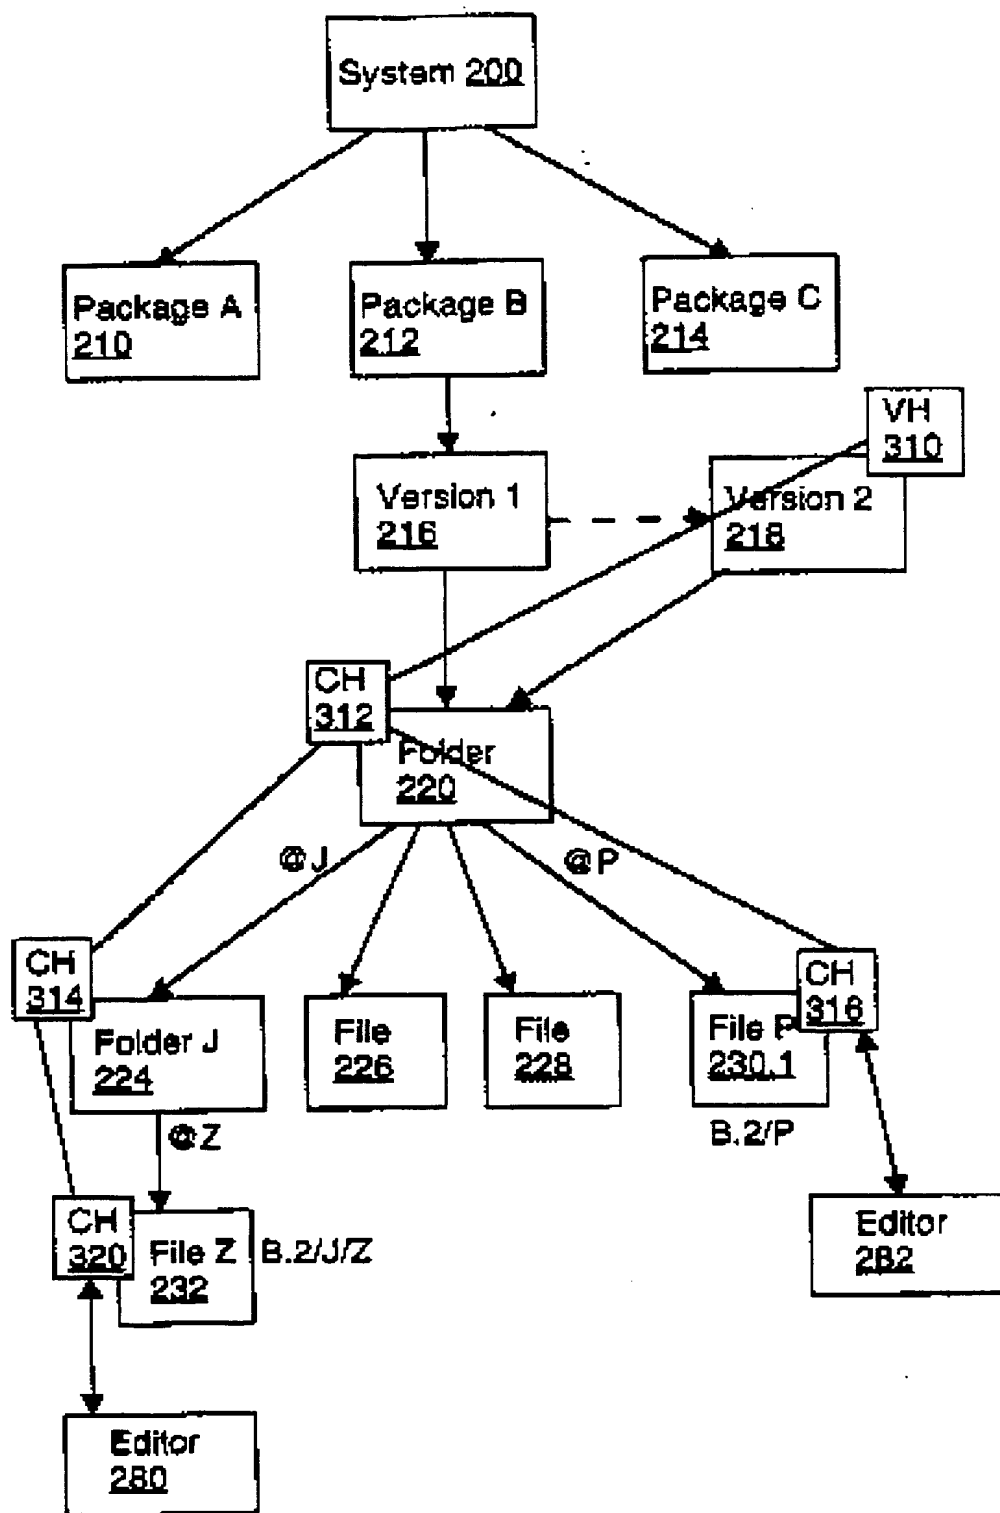 System 200
Package A
210
Package B
212
Package C
214
VH
310
Version 1
216
Version 2
218
CH
312
Folder
220
@J
@P
CH
314
Folder J
224
File
226
File
228
File P
230.1
CH
316
@Z
B.2/P
CH
320
File Z
232
B.2/J/Z
Editor
282
Editor
280